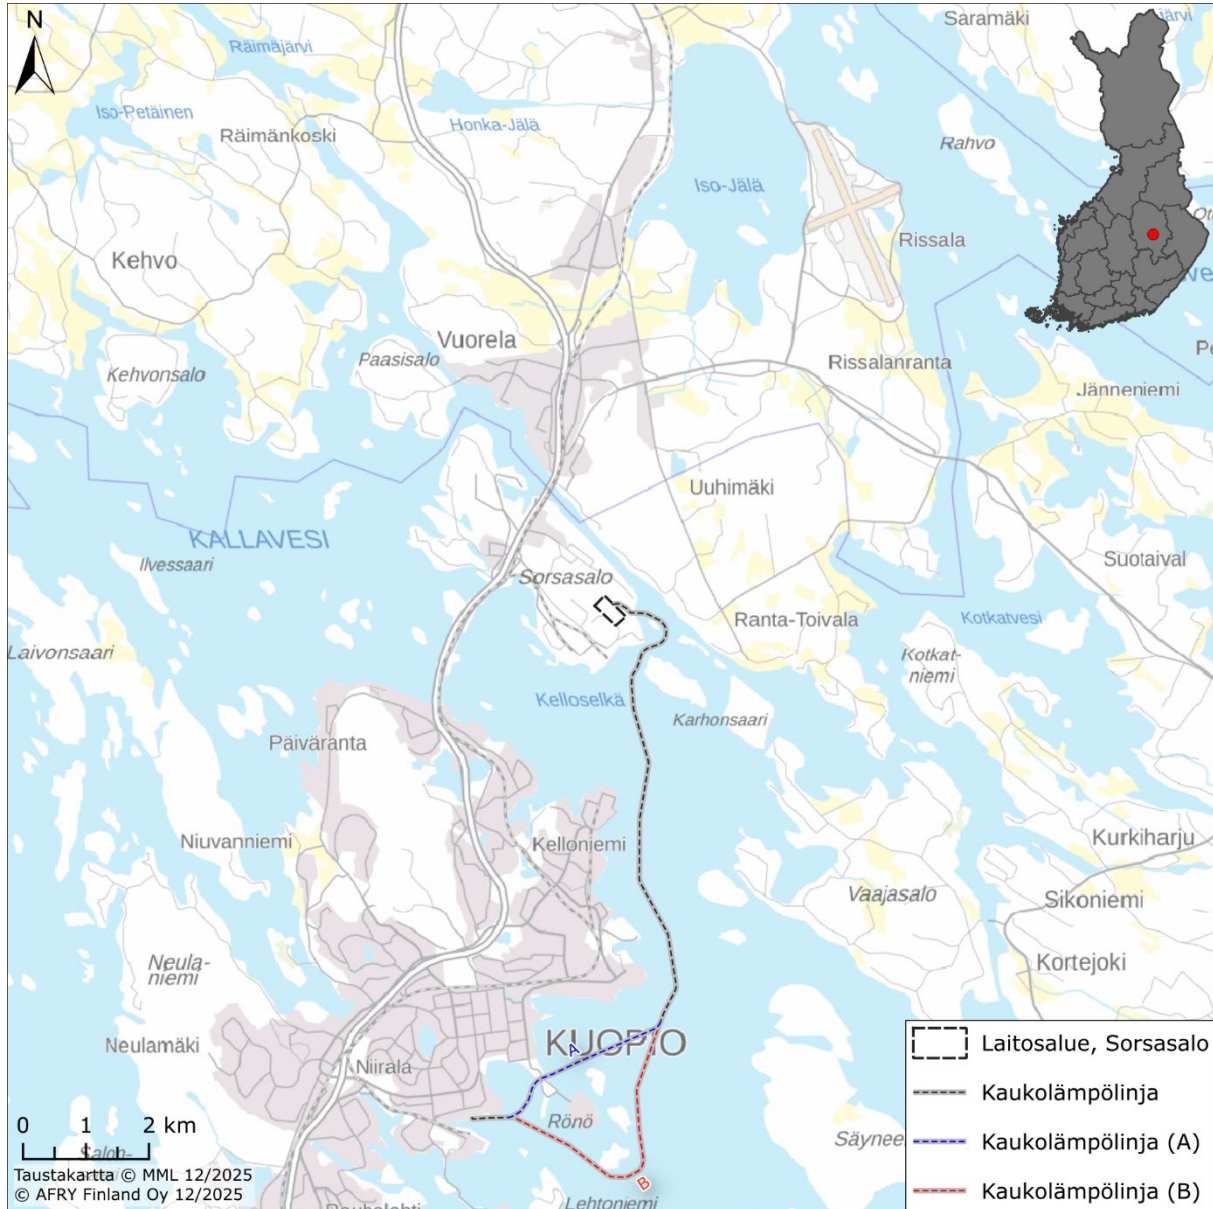 N
Saramäki
Räimäjärvi
Iso-Petäinen
Räimänkoski
Honka-Jälä
Rahvo
Iso-Jälä
Rissala
Kehvo
Vuorela
Paasisalo
Kehvonsalo
Rissalanranta
Jänneniemi
Uuhimäki
KALLAVESI
Ilvessaari
Sorsasalo
Suotaival
Ranta-Toivala
Kotkatvesi
Laivonsaari
Kotkat-
niemi
Kelloselkä
Karhonsaari
Päiväranta
Niuvanniemi
Kelloniemi
Kurkiharju
Vaajasalo
Sikoniemi
Neula-
niemi
Kortejoki
KUOPIO
A
Neulamäki
Niirala
Rönö
B
Lehtoniemi
0 1 2 km
Taustakartta © MML 12/2025
© AFRY Finland Oy 12/2025
Laitosalue, Sorsasalo
Kaukolämpölinja
Kaukolämpölinja (A)
Kaukolämpölinja (B)